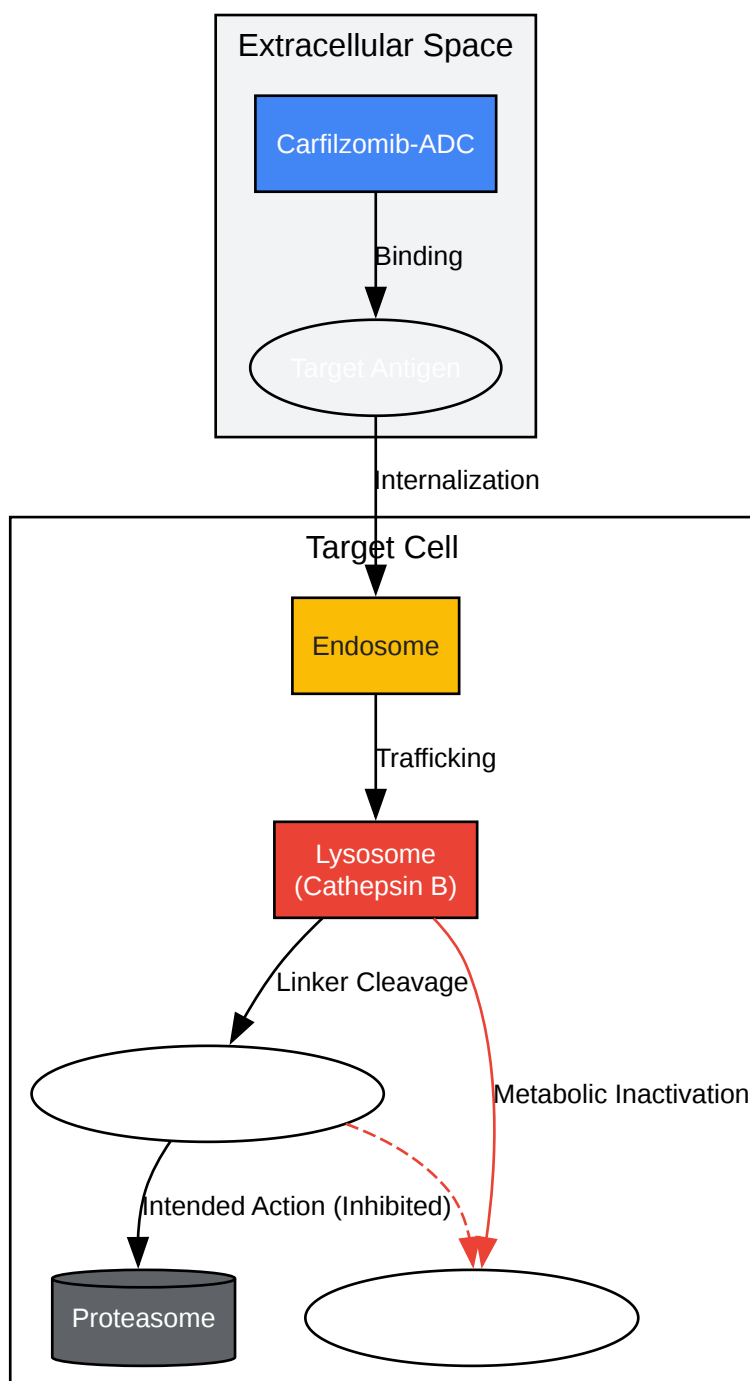 Extracellular Space
Carfilzomib-ADC
Binding
Target Antigen
Internalization
Target Cell
Endosome
Trafficking
Lysosome
(Cathepsin B)
Linker Cleavage
Metabolic Inactivation
Intended Action (Inhibited)
Proteasome